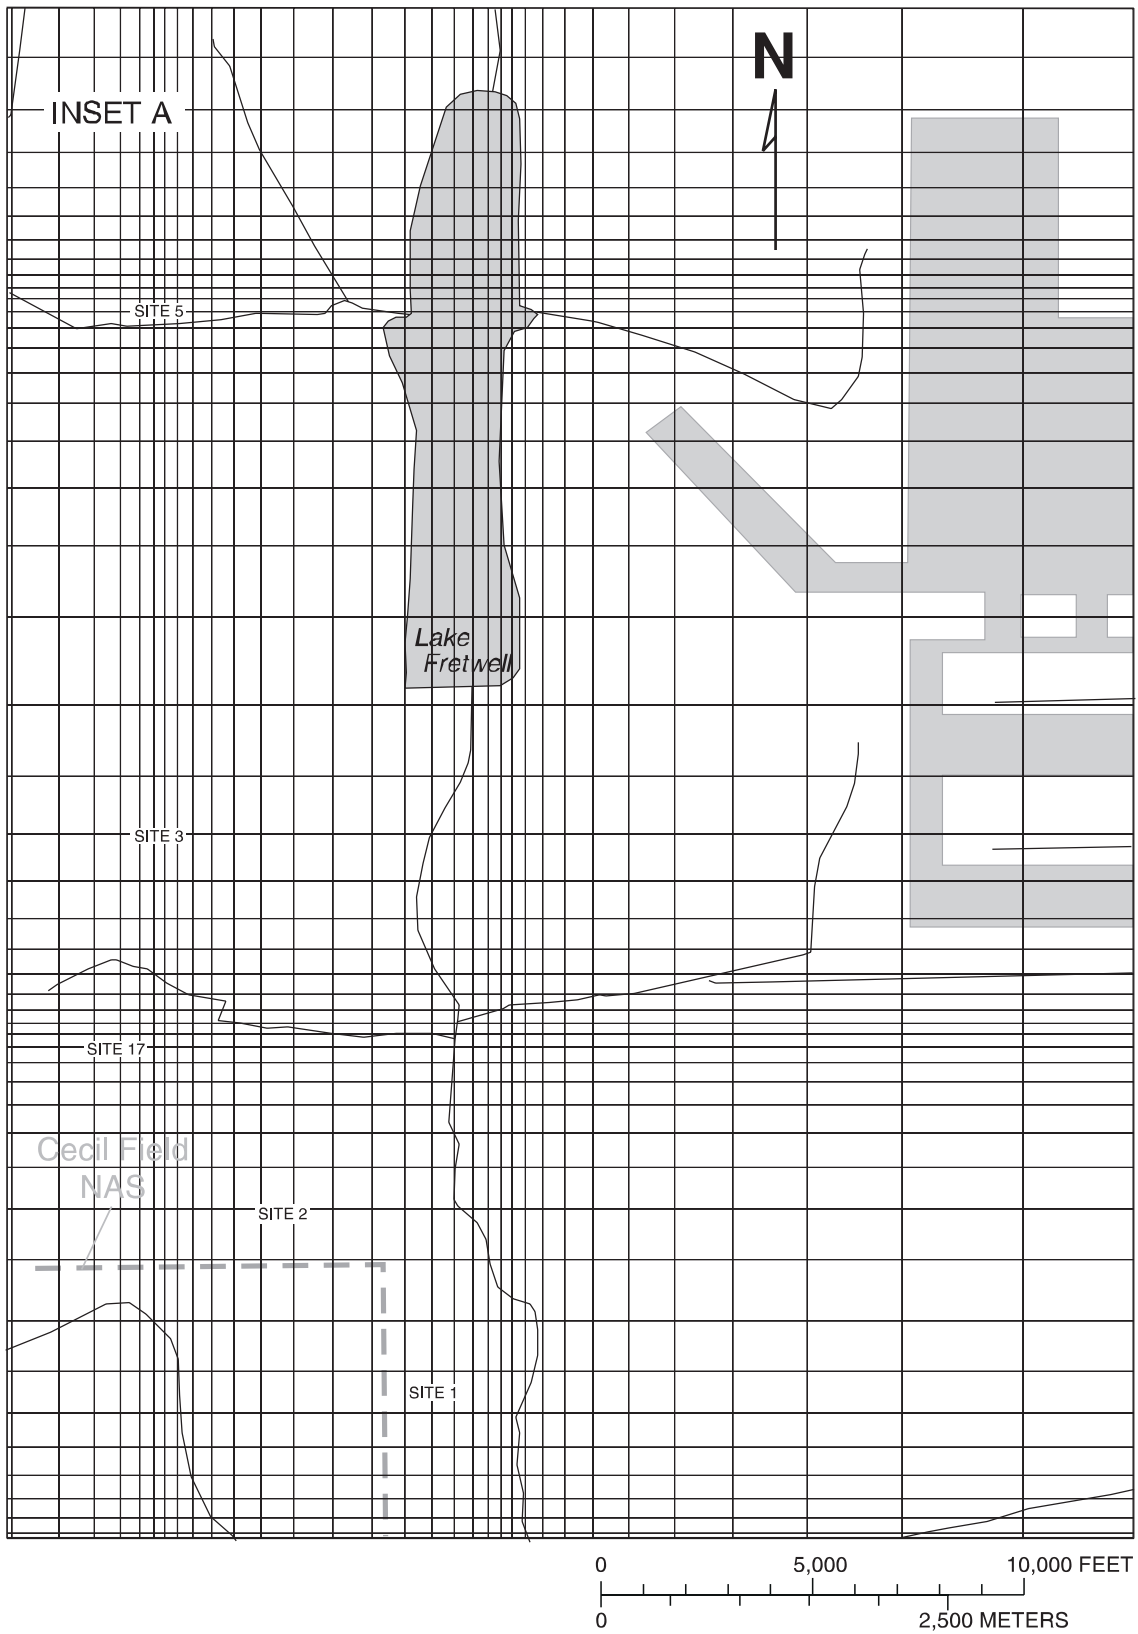 N
INSET A
SITE 5
Lake
Fretwell
SITE 3
SITE 17
Cecil Field
NAS
SITE 2
SITE 1
0 5,000 10,000 FEET
0 2,500 METERS